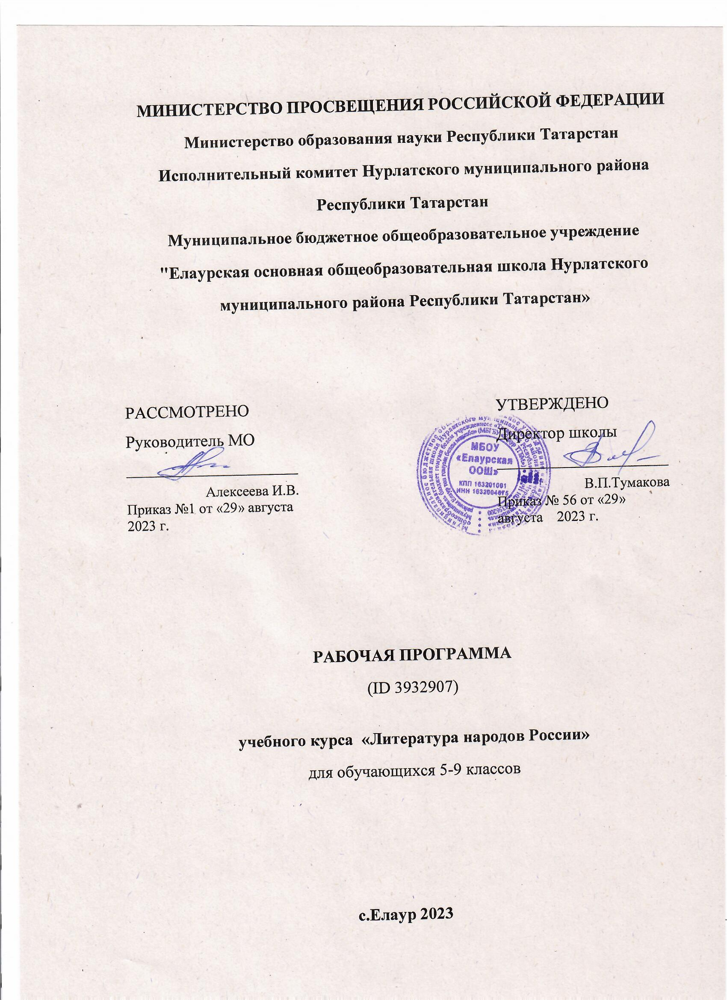 МИНИСТЕРСТВО ПРОСВЕЩЕНИЯ РОССИЙСКОЙ ФЕДЕРАЦИИ
Министерство образования науки Республики Татарстан
Исполнительный комитет Нурлатского муниципального района
Республики Татарстан
Муниципальное бюджетное общеобразовательное учреждение
"Елаурская основная общеобразовательная школа Нурлатского
муниципального района Республики Татарстан»
РАССМОТРЕНО
Руководитель МО
Алексеева И.В.
Приказ №1 от «29» августа
2023 г.
УТВЕРЖДЕНО
Директор школы
В.П.Тумакова
Приказ № 56 от «29»
августа 2023 г.
МБОУ
«Елаурская
ООШ»
КПП 163201001
ИНН
РАБОЧАЯ ПРОГРАММА
(ID 3932907)
учебного курса «Литература народов России»
для обучающихся 5-9 классов
с.Елаур 2023